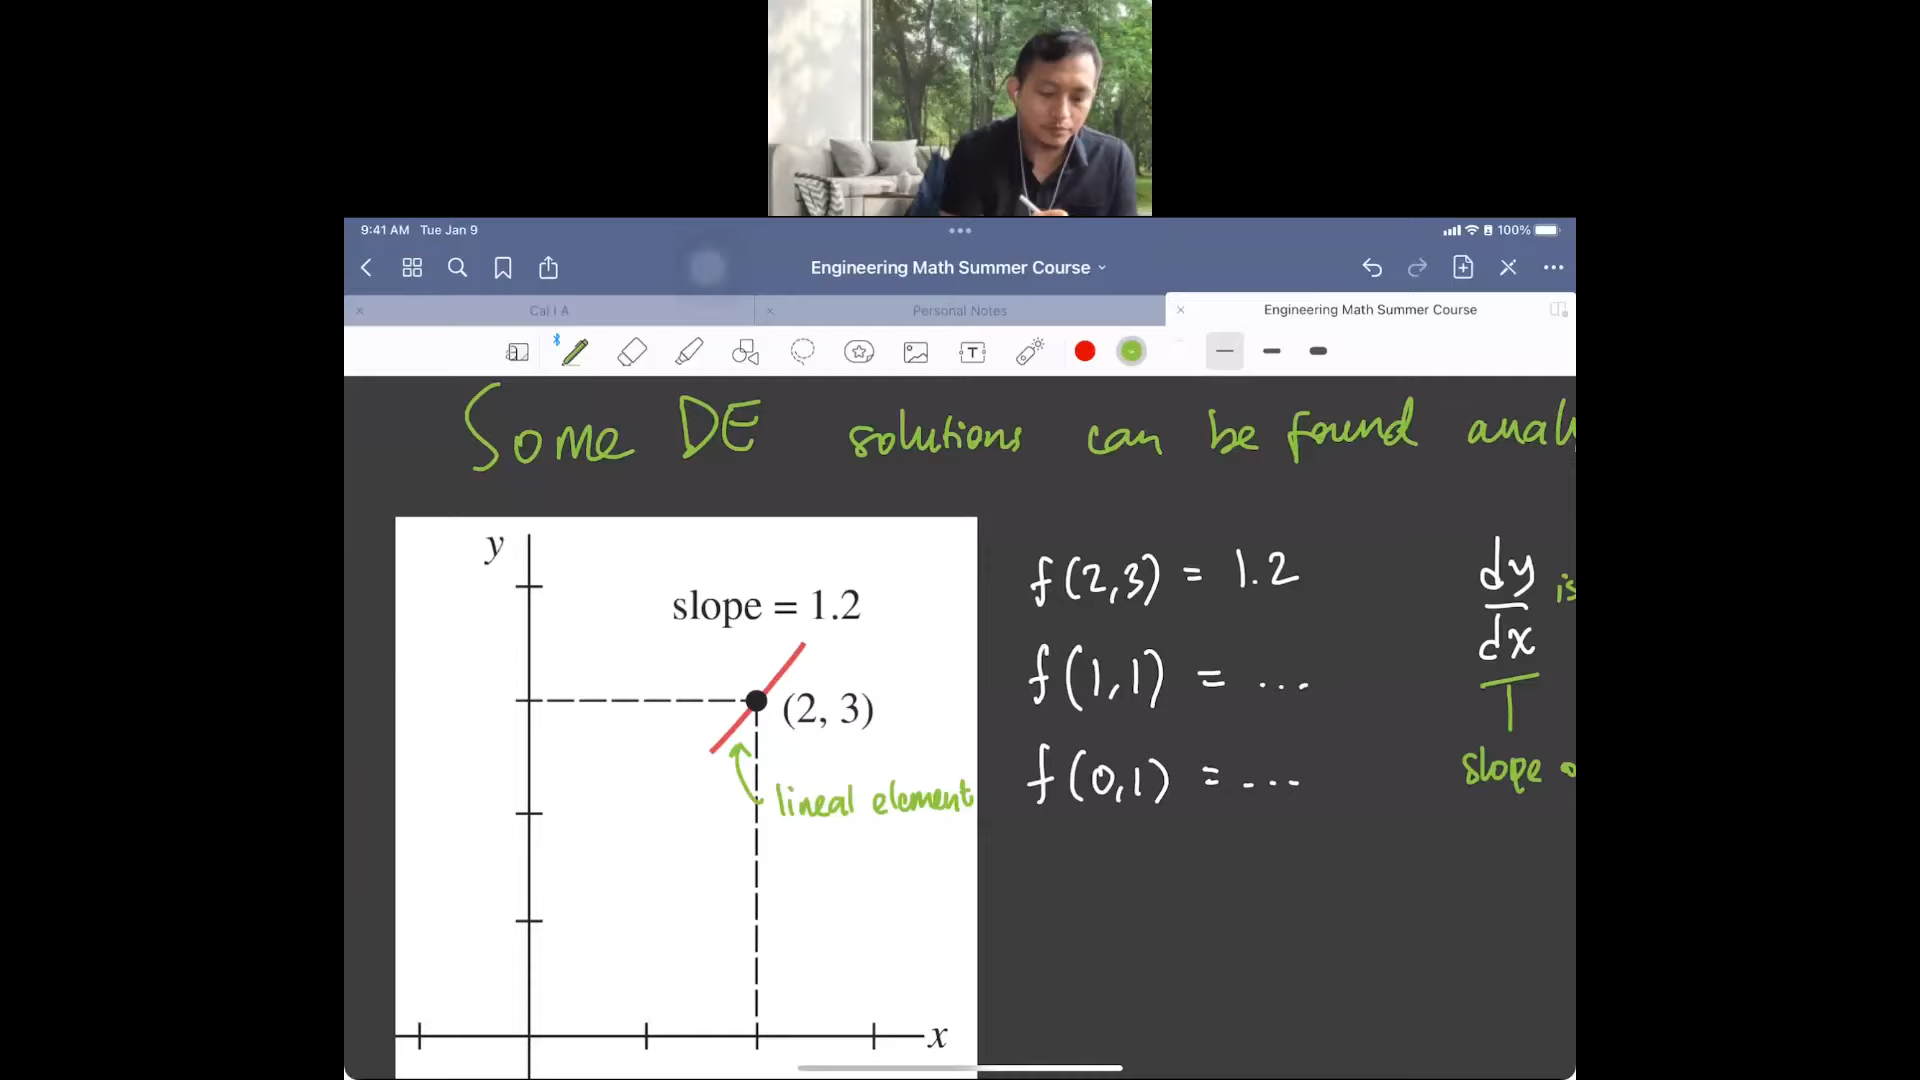 9:41 AM Tue Jan 9
100%
Engineering Math Summer Course
Cal I A
Personal Notes
Engineering Math Summer Course
T
Some DE solutions can be found
y
slope = 1.2
(2, 3)
lineal element
x
f(2,3) = 1.2
f(1,1) = ...
f(0,1) = ...
dy
dx
is
slope